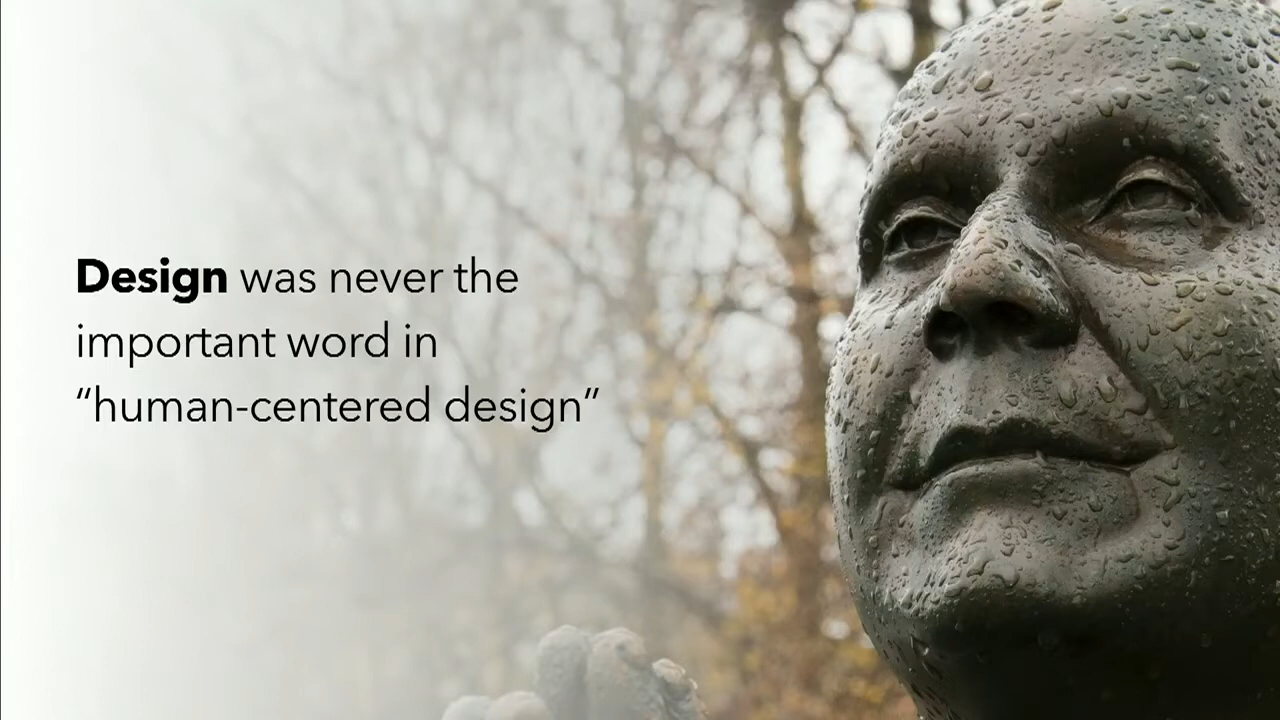 Design was never the
important word in
“human-centered design”